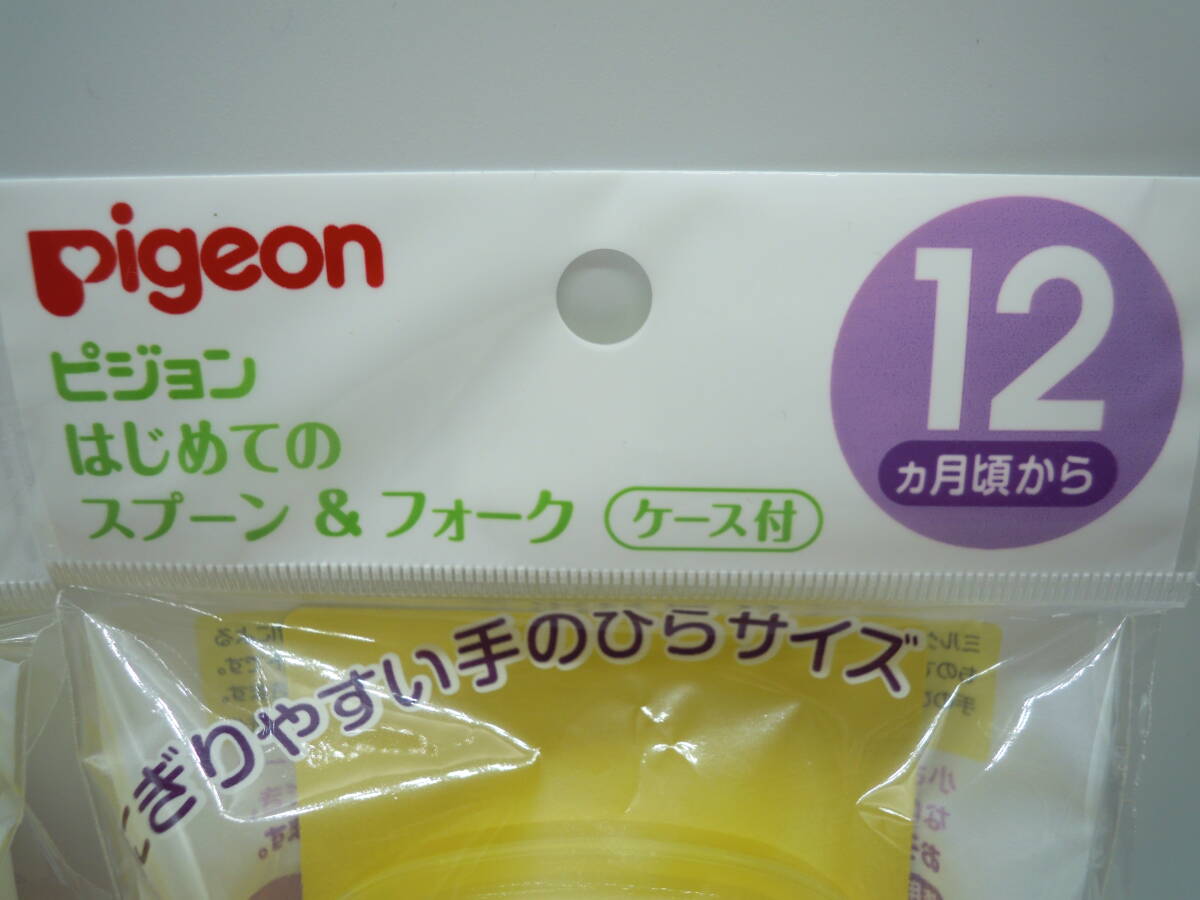 Pigeon
ピジョン
はじめての
スプーン & フォーク ケース付
12
ヵ月頃から
にぎりやすい手のひらサイズ